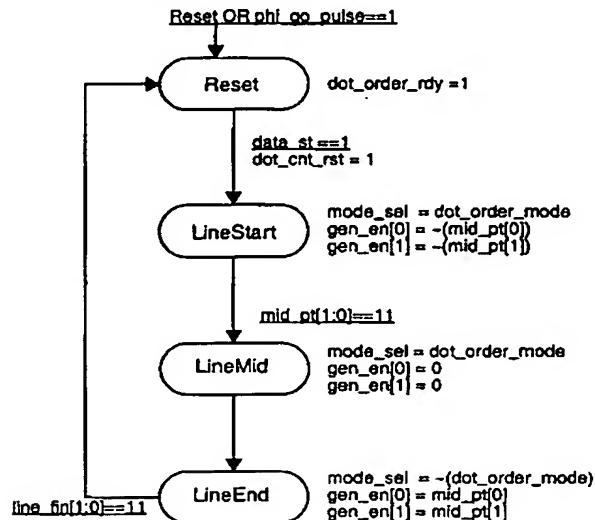 Reset OR phi_go_pulse==1
Reset
dot_order_rdy =1
data_st ==1
dot_cnt_rst = 1
LineStart
mode_sel = dot_order_mode
gen_en[0] = ~(mid_pt[0])
gen_en[1] = ~(mid_pt[1])
mid_pt[1:0]==11
LineMid
mode_sel = dot_order_mode
gen_en[0] = 0
gen_en[1] = 0
LineEnd
mode_sel = ~(dot_order_mode)
gen_en[0] = mid_pt[0]
gen_en[1] = mid_pt[1]
line_fin[1:0]==11